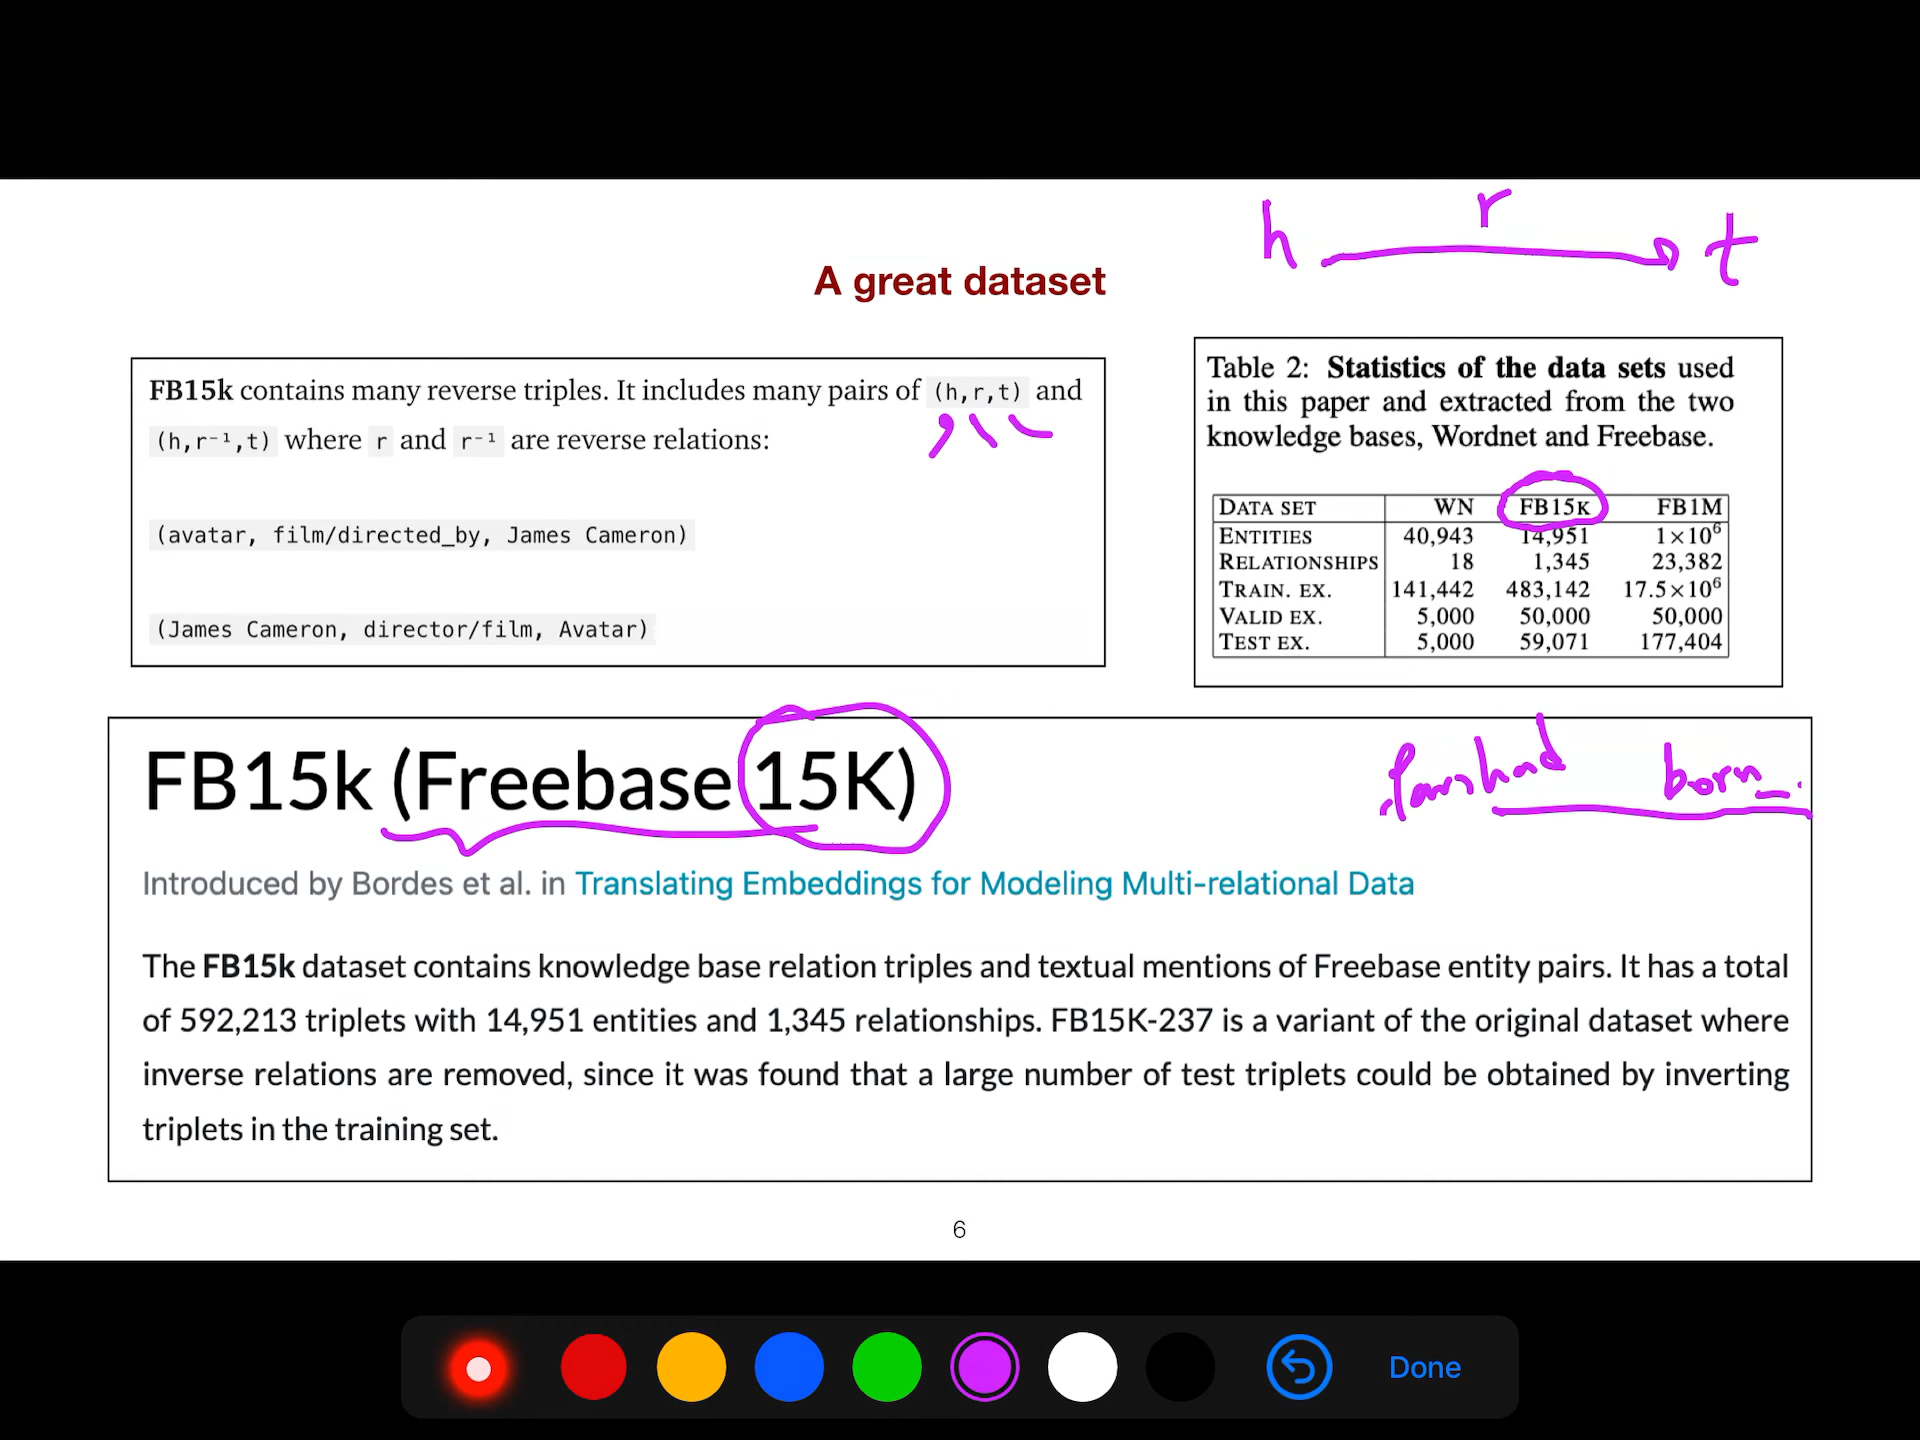 h r t
A great dataset
FB15k contains many reverse triples. It includes many pairs of (h,r,t) and
(h,r⁻¹,t) where r and r⁻¹ are reverse relations:
(avatar, film/directed_by, James Cameron)
(James Cameron, director/film, Avatar)
Table 2: Statistics of the data sets used
in this paper and extracted from the two
knowledge bases, Wordnet and Freebase.
DATA SET WN FB15K FB1M
ENTITIES 40,943 14,951 1×10⁶
RELATIONSHIPS 18 1,345 23,382
TRAIN. EX. 141,442 483,142 17.5×10⁶
VALID EX. 5,000 50,000 50,000
TEST EX. 5,000 59,071 177,404
born
FB15k (Freebase 15K)
Introduced by Bordes et al. in Translating Embeddings for Modeling Multi-relational Data
The FB15k dataset contains knowledge base relation triples and textual mentions of Freebase entity pairs. It has a total
of 592,213 triplets with 14,951 entities and 1,345 relationships. FB15K-237 is a variant of the original dataset where
inverse relations are removed, since it was found that a large number of test triplets could be obtained by inverting
triplets in the training set.
6
Done